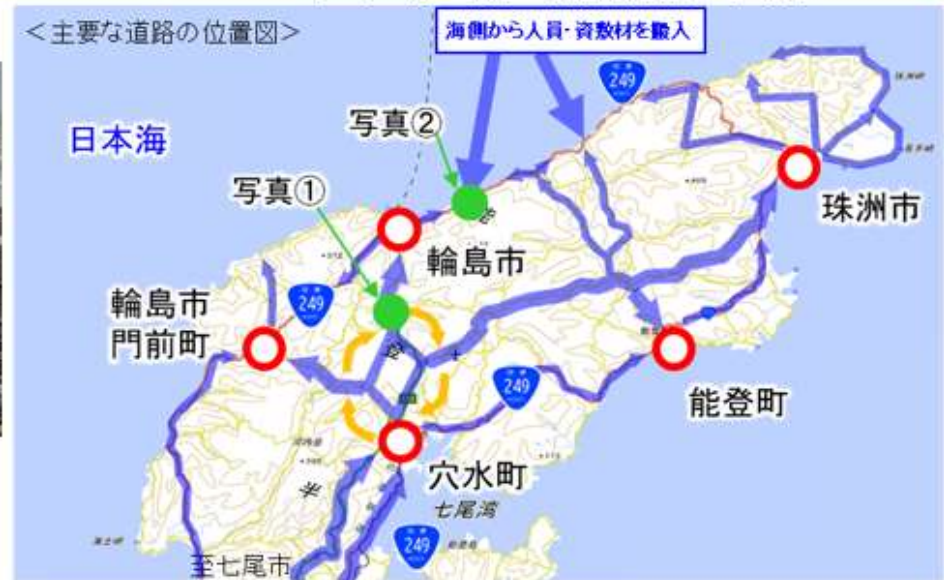 ＜主要な道路の位置図＞
海側から人員・資機材を搬入
249
日本海
写真②
写真①
珠洲市
輪島市
輪島市
門前町
249
249
能登町
穴水町
七尾湾
249
至七尾市